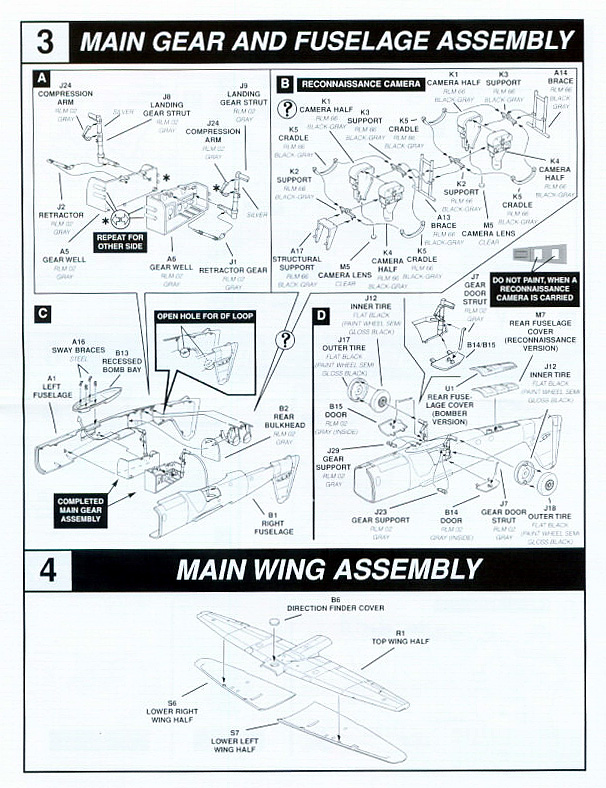 3 MAIN GEAR AND FUSELAGE ASSEMBLY
A
J24
COMPRESSION
ARM
RLM 02
GRAY
SILVER
J8
LANDING
GEAR STRUT
RLM 02
GRAY
J9
LANDING
GEAR STRUT
RLM 02
GRAY
J24
COMPRESSION
ARM
RLM 02
GRAY
SILVER
J2
RETRACTOR
RLM 02
GRAY
*
*
*
REPEAT FOR
OTHER SIDE
A5
GEAR WELL
RLM 02
GRAY
A6
GEAR WELL
RLM 02
GRAY
J1
RETRACTOR GEAR
RLM 02
GRAY
B
RECONNAISSANCE CAMERA
?
K1
CAMERA HALF
RLM 66
BLACK-GRAY
K3
SUPPORT
RLM 66
BLACK-GRAY
K5
CRADLE
RLM 66
BLACK-GRAY
K5
CRADLE
RLM 66
BLACK-GRAY
K1
CAMERA HALF
RLM 66
BLACK-GRAY
K3
SUPPORT
RLM 66
BLACK-GRAY
A14
BRACE
RLM 66
BLACK-
GRAY
K2
SUPPORT
RLM 66
BLACK-GRAY
K4
CAMERA
HALF
RLM 66
BLACK-GRAY
K2
SUPPORT
RLM 66
BLACK-GRAY
K5
CRADLE
RLM 66
BLACK-GRAY
A13
BRACE
RLM 66
BLACK-GRAY
M5
CAMERA LENS
CLEAR
A17
STRUCTURAL
SUPPORT
RLM 66
BLACK-GRAY
M5
CAMERA LENS
CLEAR
K4
CAMERA
HALF
RLM 66
BLACK-GRAY
K5
CRADLE
RLM 66
BLACK-GRAY
DO NOT PAINT, WHEN A
RECONNAISSANCE
CAMERA IS CARRIED
C
OPEN HOLE FOR DF LOOP
?
A16
SWAY BRACES
STEEL
B13
RECESSED
BOMB BAY
A1
LEFT
FUSELAGE
B2
REAR
BULKHEAD
RLM 02
GRAY
COMPLETED
MAIN GEAR
ASSEMBLY
B1
RIGHT
FUSELAGE
D
J12
INNER TIRE
FLAT BLACK
(PAINT WHEEL SEMI
GLOSS BLACK)
J17
OUTER TIRE
FLAT BLACK
(PAINT WHEEL SEMI
GLOSS BLACK)
J7
GEAR
DOOR
STRUT
RLM 02
GRAY
B14/B15
M7
REAR FUSELAGE
COVER
(RECONNAISSANCE
VERSION)
J12
INNER TIRE
FLAT BLACK
(PAINT WHEEL SEMI
GLOSS BLACK)
U1
REAR FUSE-
LAGE COVER
(BOMBER
VERSION)
B15
DOOR
RLM 02
GRAY (INSIDE)
J29
GEAR
SUPPORT
RLM 02
GRAY
J23
GEAR SUPPORT
RLM 02
GRAY
B14
DOOR
RLM 02
GRAY (INSIDE)
J7
GEAR DOOR
STRUT
RLM 02
GRAY
J18
OUTER TIRE
FLAT BLACK
(PAINT WHEEL SEMI
GLOSS BLACK)
4 MAIN WING ASSEMBLY
B6
DIRECTION FINDER COVER
R1
TOP WING HALF
S6
LOWER RIGHT
WING HALF
S7
LOWER LEFT
WING HALF